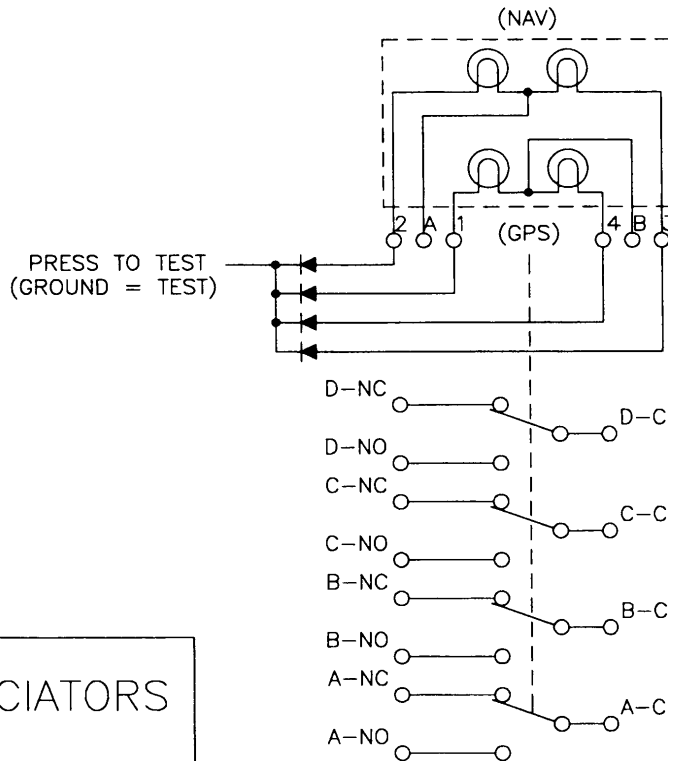 (NAV)
2 A 1 (GPS) 4 B
PRESS TO TEST
(GROUND = TEST)
D-NC
D-C
D-NO
C-NC
C-C
C-NO
B-NC
B-C
B-NO
A-NC
A-C
A-NO
CIATORS